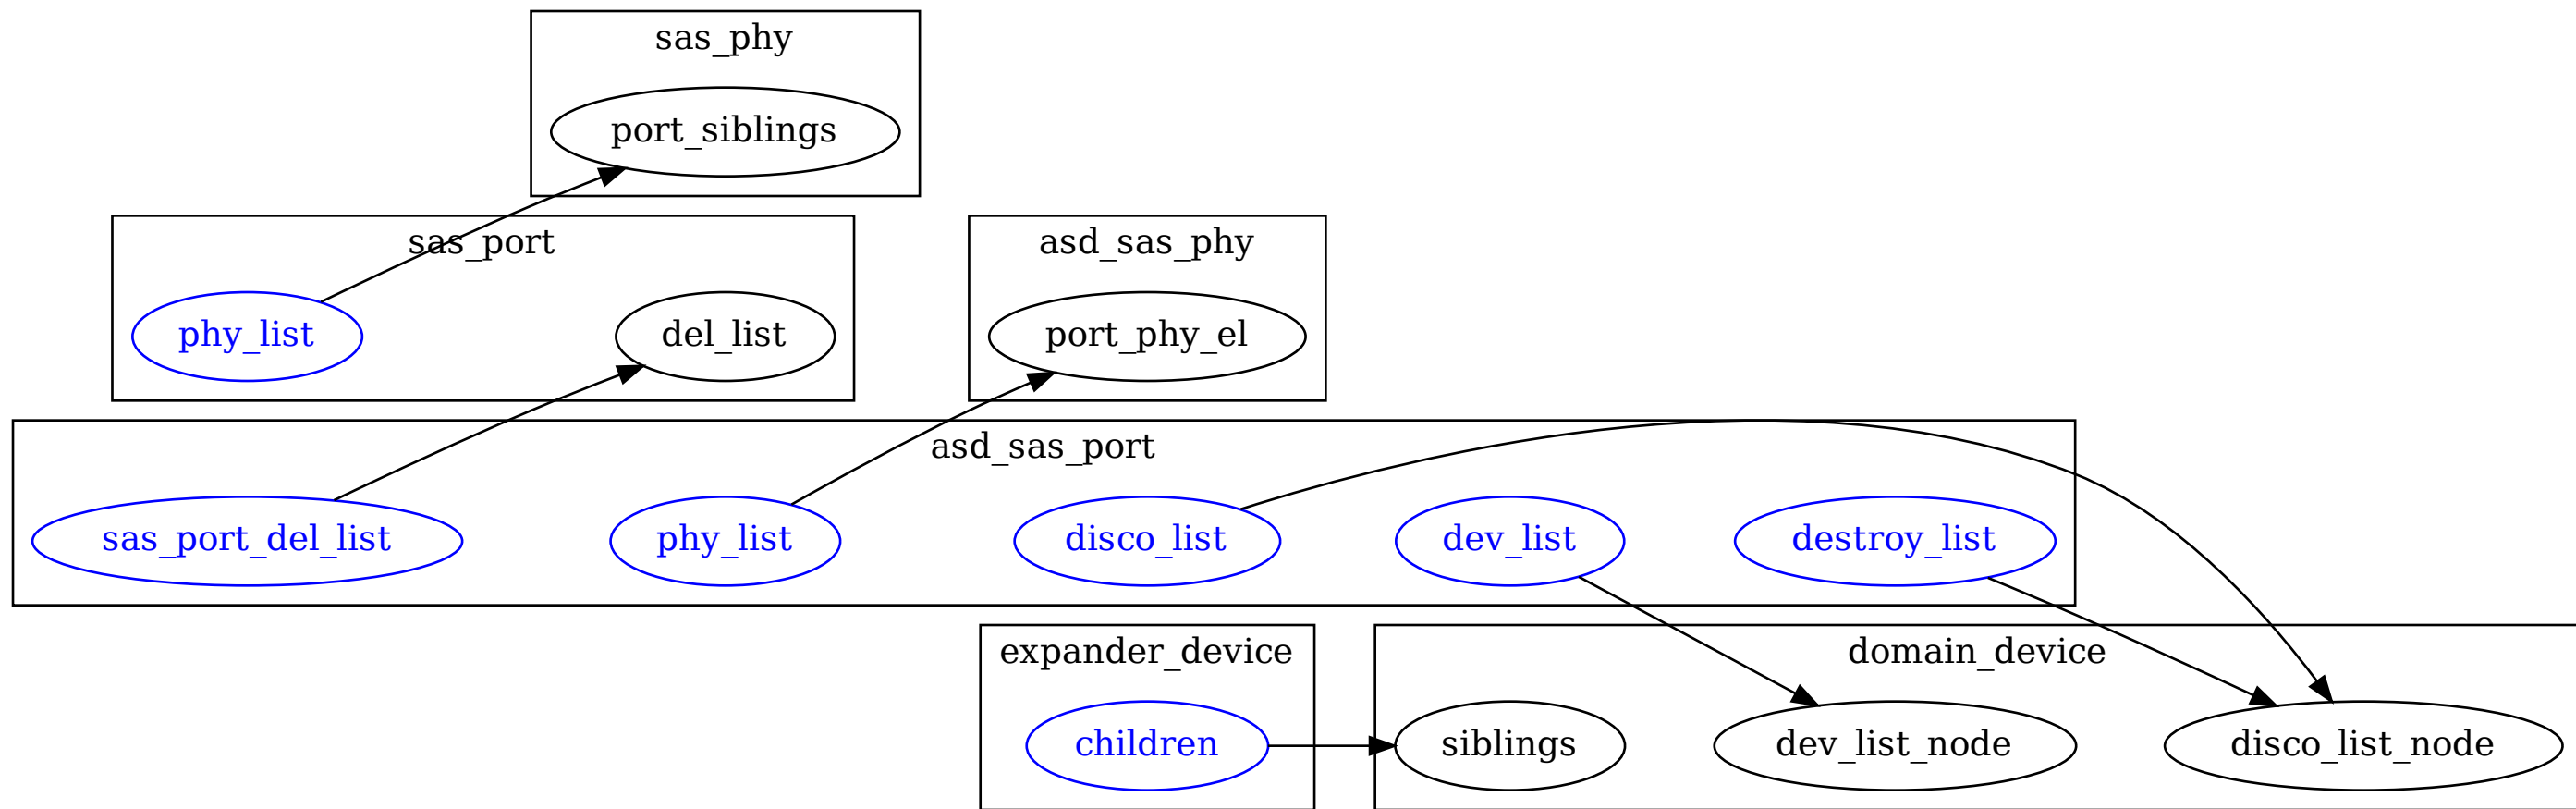 sas_phy
port_siblings
sas_port
asd_sas_phy
phy_list
del_list
port_phy_el
asd_sas_port
sas_port_del_list
phy_list
disco_list
dev_list
destroy_list
expander_device
domain_device
children
siblings
dev_list_node
disco_list_node